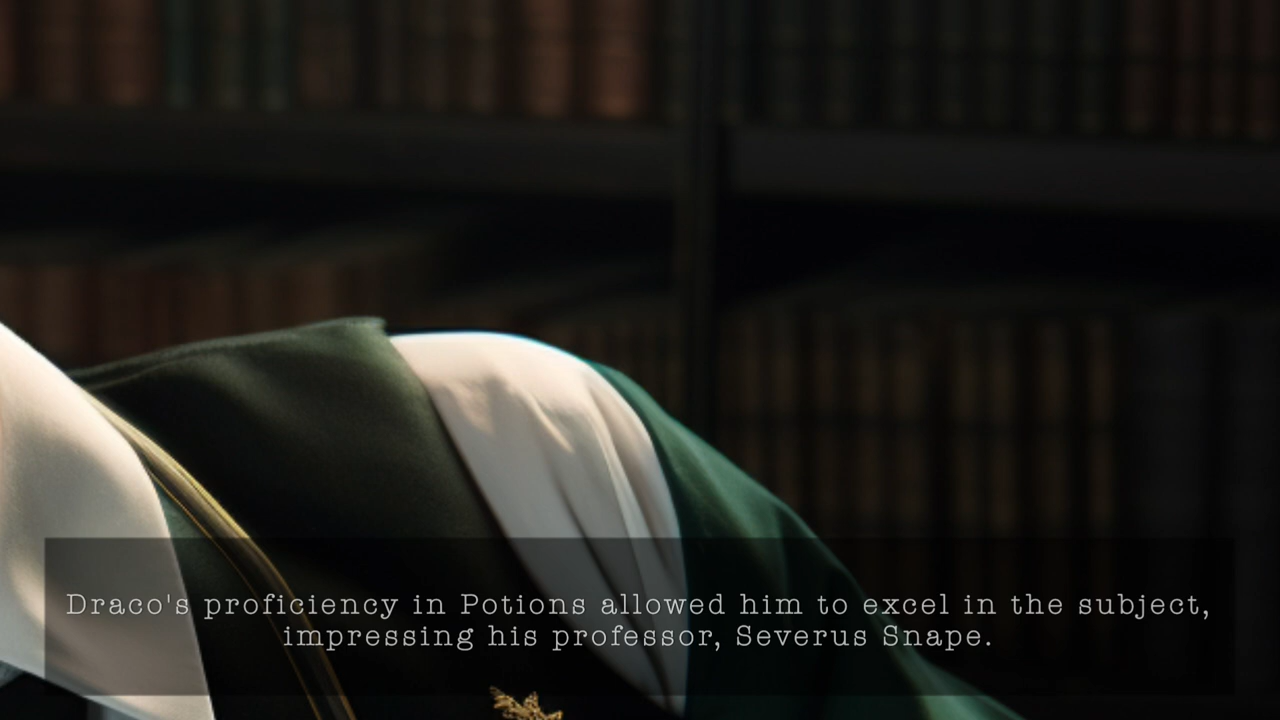 Draco's proficiency in Potions allowed him to excel in the subject,
impressing his professor, Severus Snape.